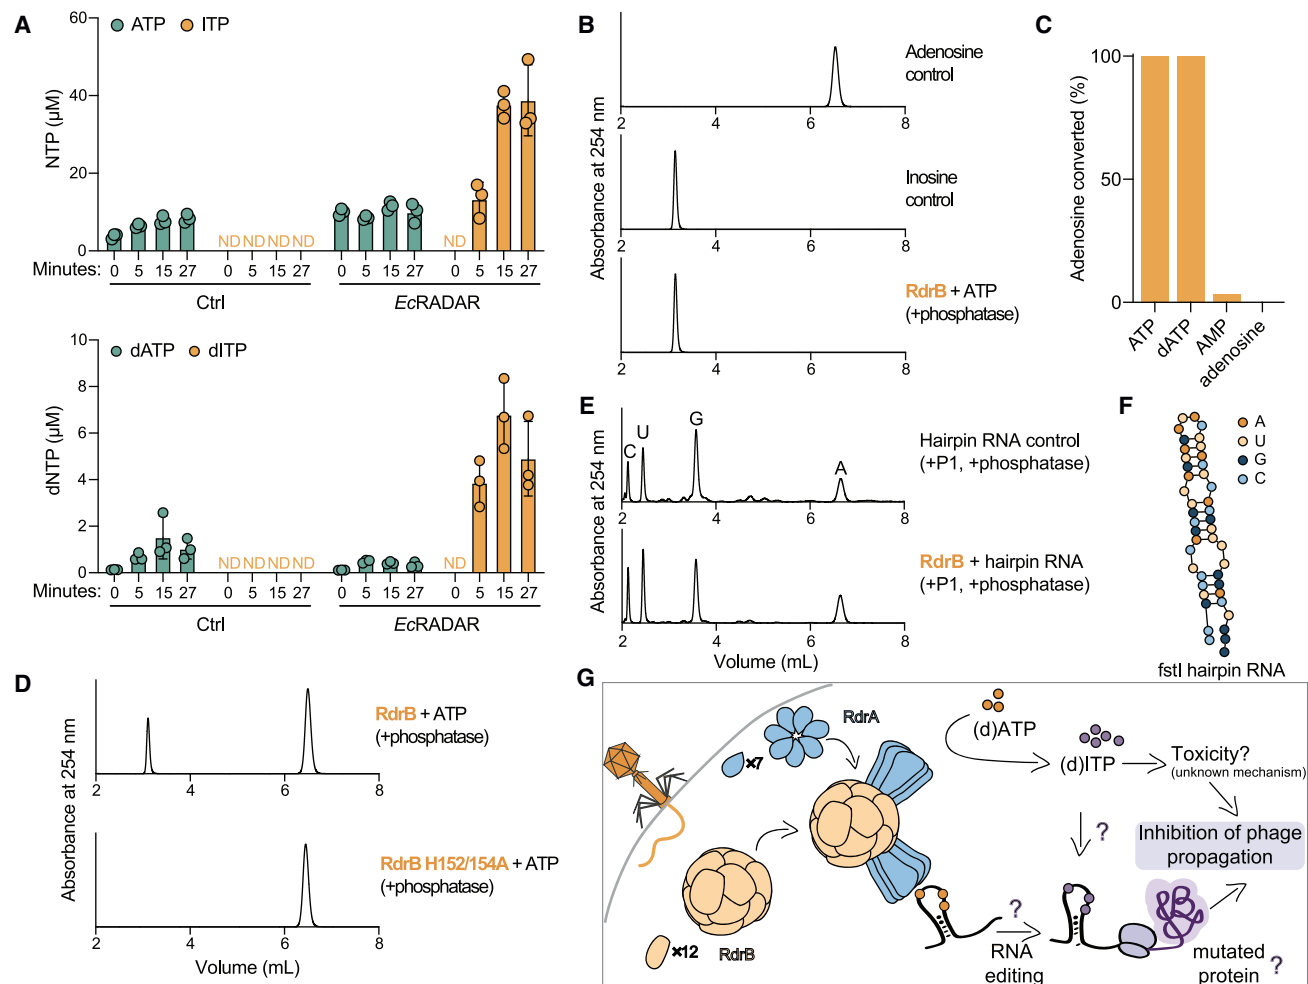 A
ATP ITP
NTP (µM)
60
40
20
0
ND ND ND ND
ND
Minutes: 0 5 15 27 0 5 15 27 0 5 15 27 0 5 15 27
Ctrl
EcRADAR
dATP dITP
dNTP (µM)
10
8
6
4
2
0
ND ND ND ND
ND
Minutes: 0 5 15 27 0 5 15 27 0 5 15 27 0 5 15 27
Ctrl
EcRADAR
B
Absorbance at 254 nm
Adenosine
control
2 4 6 8
Inosine
control
2 4 6 8
RdrB + ATP
(+phosphatase)
2 4 6 8
C
Adenosine converted (%)
100
50
0
ATP
dATP
AMP
adenosine
D
Absorbance at 254 nm
RdrB + ATP
(+phosphatase)
2 4 6 8
RdrB H152/154A + ATP
(+phosphatase)
2 4 6 8
Volume (mL)
E
Absorbance at 254 nm
C U G A
Hairpin RNA control
(+P1, +phosphatase)
2 4 6 8
RdrB + hairpin RNA
(+P1, +phosphatase)
2 4 6 8
Volume (mL)
F
A
U
G
C
fstI hairpin RNA
G
RdrA
×7
RdrB
×12
(d)ATP
(d)ITP
Toxicity?
(unknown mechanism)
?
Inhibition of phage
propagation
?
RNA
editing
mutated
protein ?